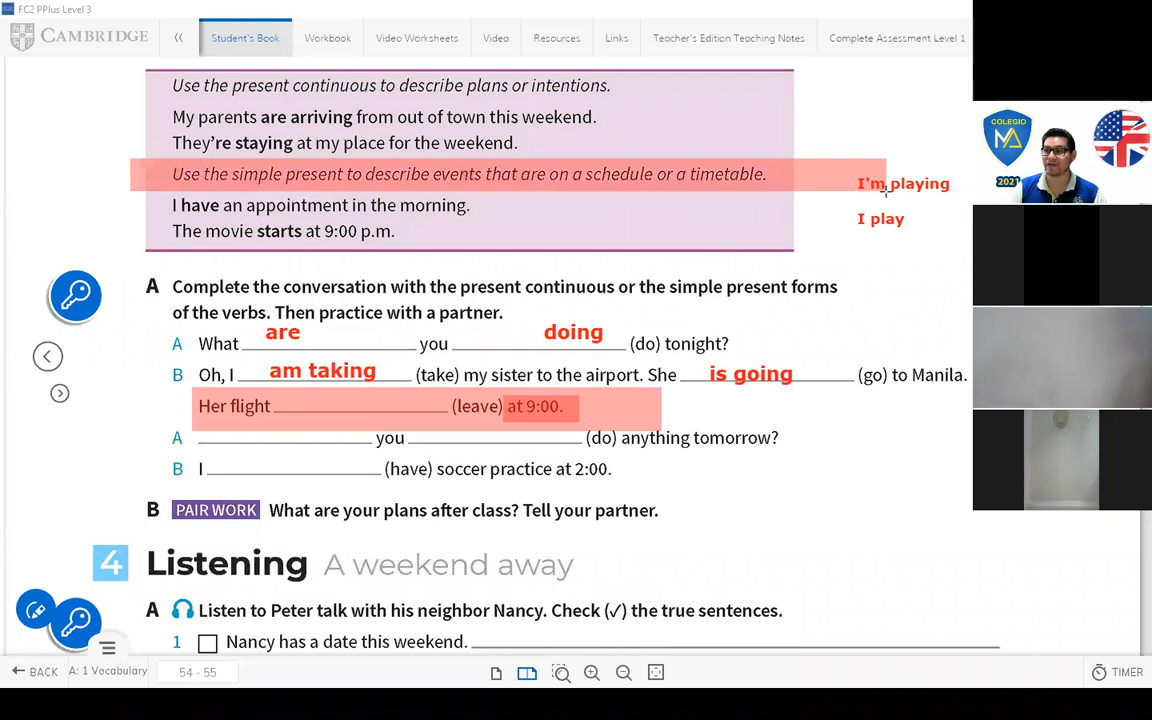 FC2 PPlus Level 3
CAMBRIDGE
Student's Book Workbook Video Worksheets Video Resources Links Teacher's Edition Teaching Notes Complete Assessment Level 1
Use the present continuous to describe plans or intentions.
My parents are arriving from out of town this weekend.
They're staying at my place for the weekend.
Use the simple present to describe events that are on a schedule or a timetable.
I have an appointment in the morning.
The movie starts at 9:00 p.m.
I'm playing
I play
COLEGIO
MA
2021
A Complete the conversation with the present continuous or the simple present forms
of the verbs. Then practice with a partner.
A What are you doing (do) tonight?
B Oh, I am taking (take) my sister to the airport. She is going (go) to Manila.
Her flight ____________ (leave) at 9:00.
A ____________ you ____________ (do) anything tomorrow?
B I ____________ (have) soccer practice at 2:00.
B PAIR WORK What are your plans after class? Tell your partner.
4 Listening A weekend away
A Listen to Peter talk with his neighbor Nancy. Check (✓) the true sentences.
1 Nancy has a date this weekend. ____________
BACK A: 1 Vocabulary 54 - 55 TIMER